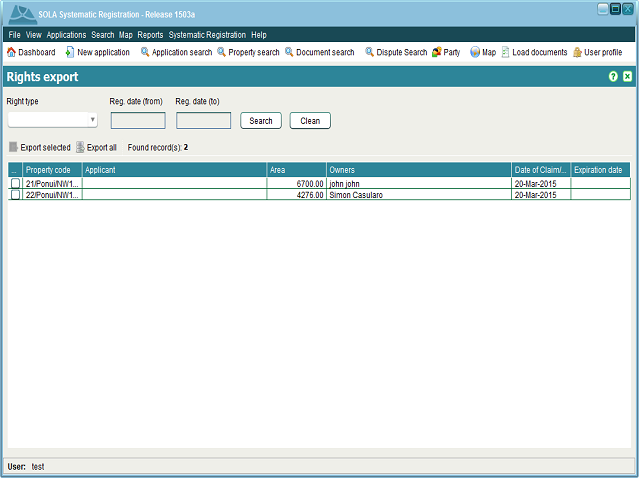 SOLA Systematic Registration - Release 1503a
File View Applications Search Map Reports Systematic Registration Help
Dashboard New application Application search Property search Document search Dispute Search Party Map Load documents User profile
Rights export
Right type Reg. date (from) Reg. date (to)
Search Clean
Export selected Export all Found record(s): 2
... Property code Applicant Area Owners Date of Claim/... Expiration date
21/Ponui/NW1... 6700.00 john john 20-Mar-2015
22/Ponui/NW1... 4276.00 Simon Casularo 20-Mar-2015
User: test